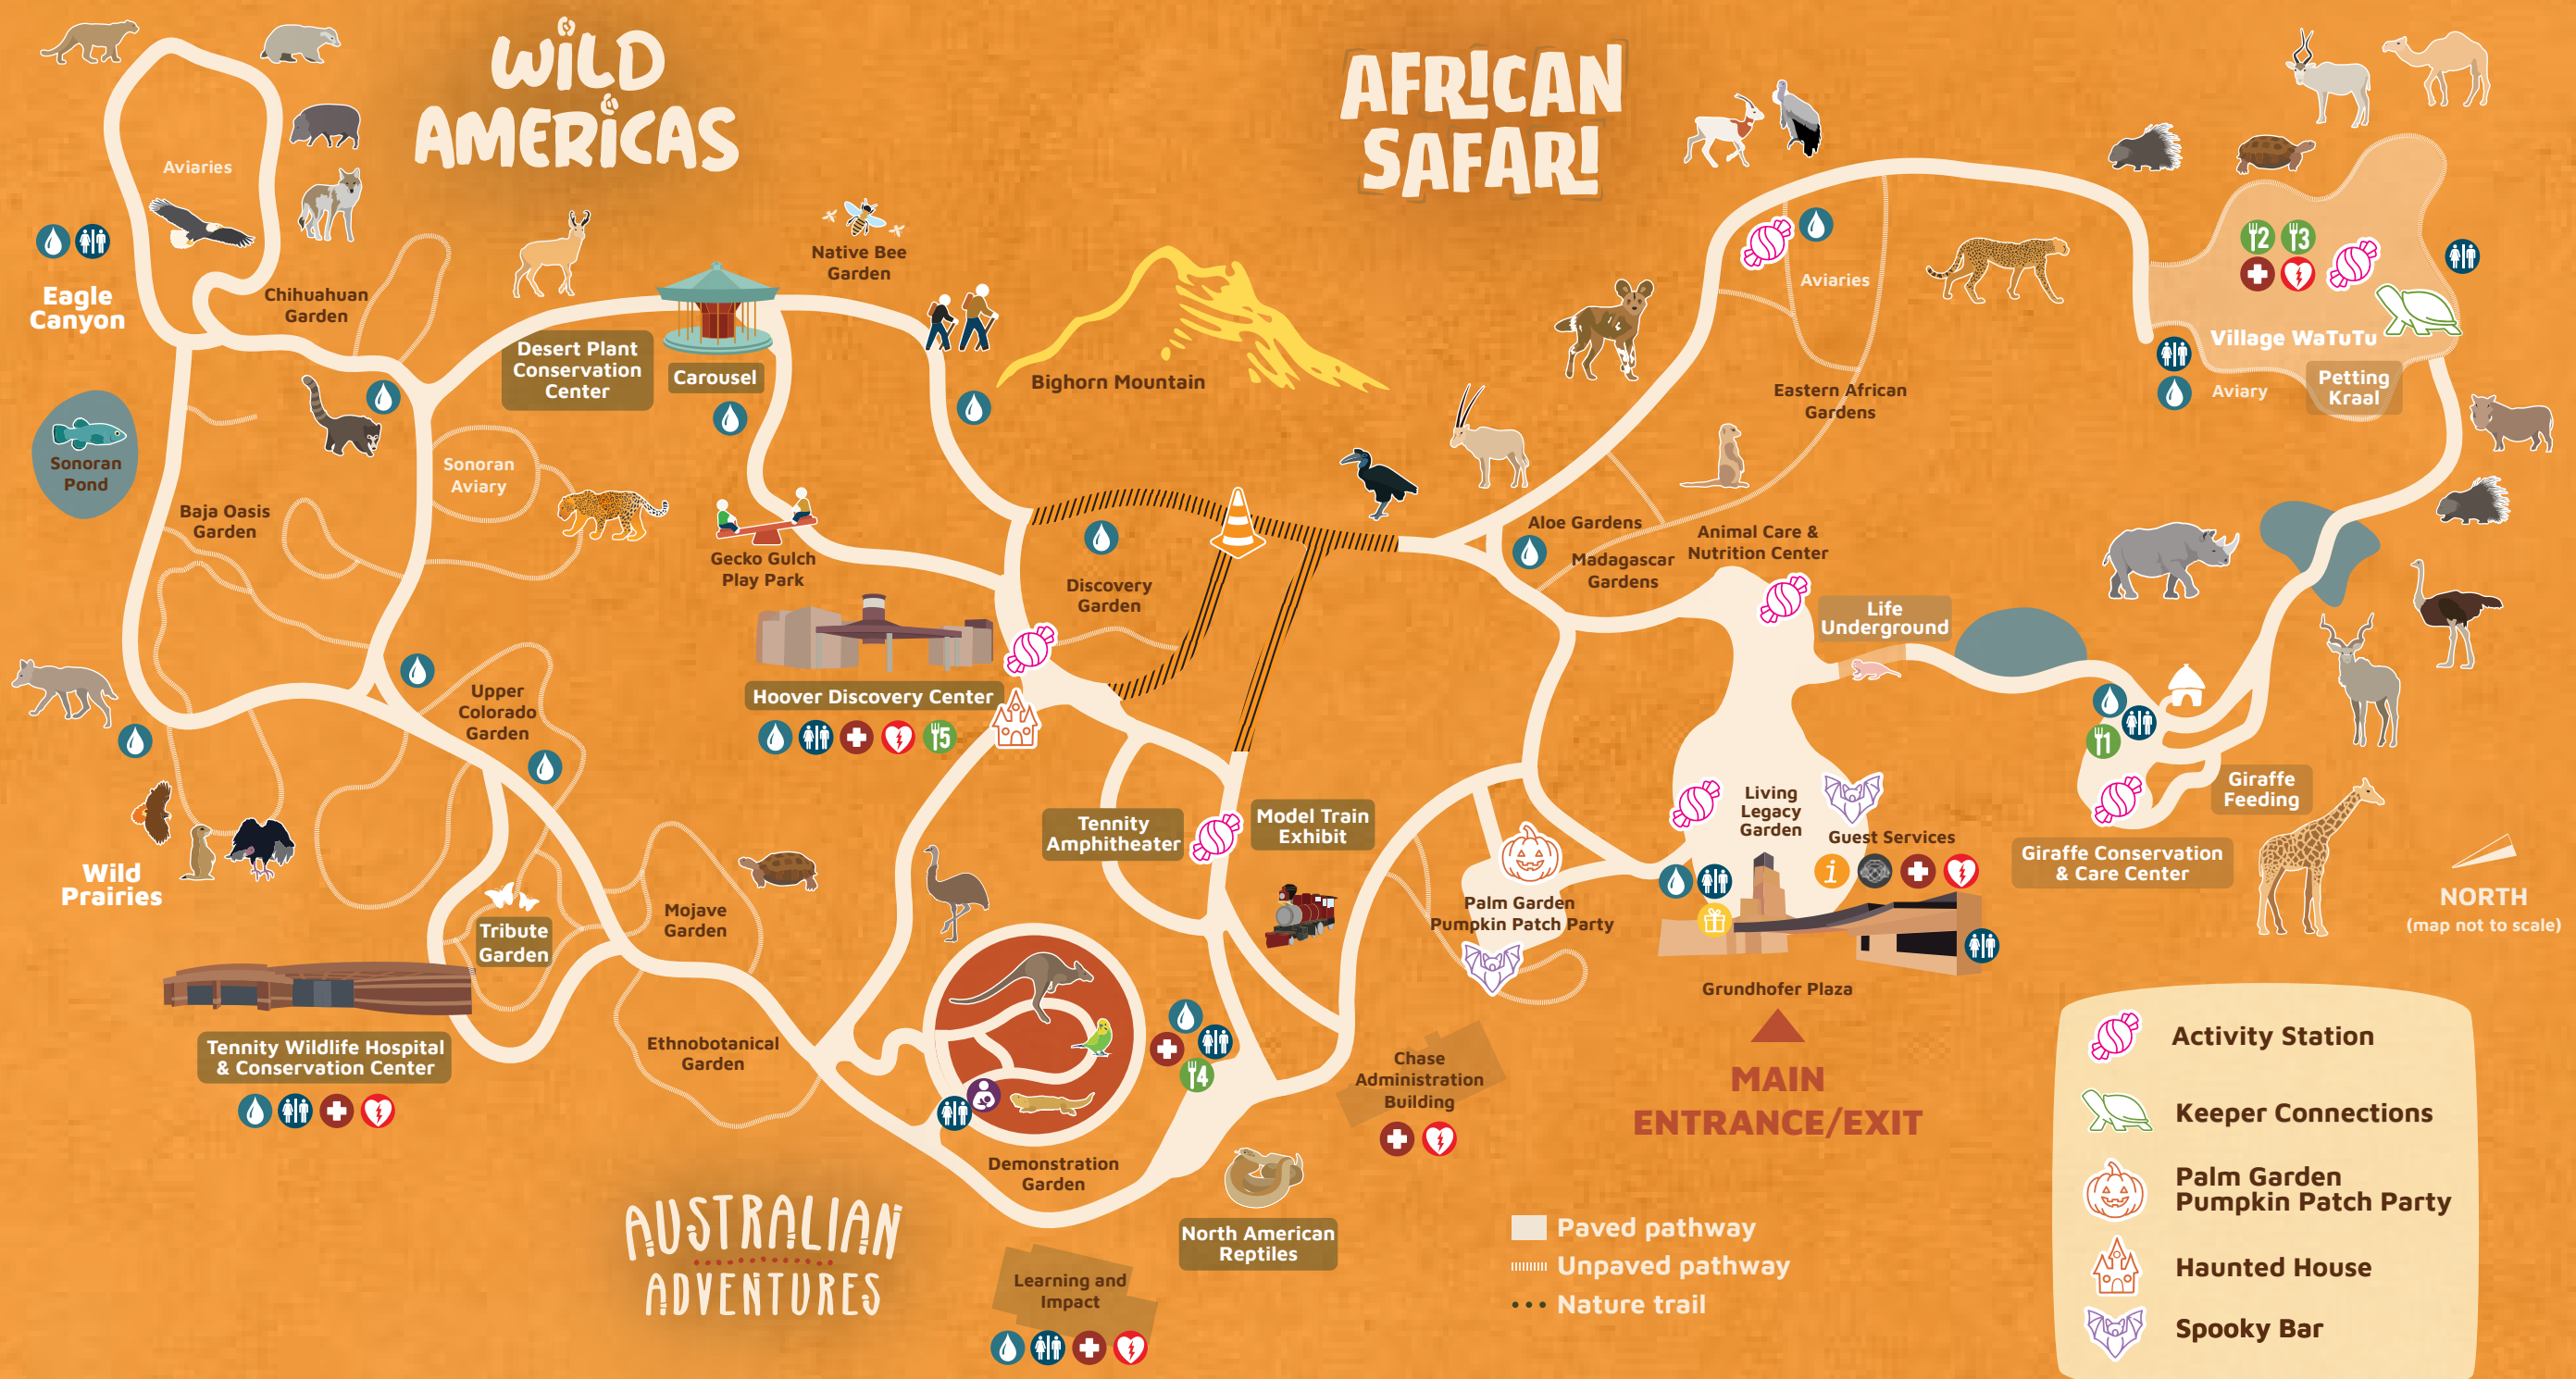 WILD
AMERICAS
AFRICAN
SAFARI
Aviaries
Eagle
Canyon
Chihuahuan
Garden
Native Bee
Garden
Desert Plant
Conservation
Center
Carousel
Bighorn Mountain
Aviaries
Eastern African
Gardens
2
3
Village WaTuTu
Aviary
Petting
Kraal
Sonoran
Pond
Sonoran
Aviary
Baja Oasis
Garden
Gecko Gulch
Play Park
Discovery
Garden
Aloe Gardens
Madagascar
Gardens
Animal Care &
Nutrition Center
Life
Underground
Upper
Colorado
Garden
Hoover Discovery Center
5
1
Giraffe
Feeding
Giraffe Conservation
& Care Center
Tennity
Amphitheater
Model Train
Exhibit
Living
Legacy
Garden
Guest Services
i
Wild
Prairies
Tribute
Garden
Mojave
Garden
Palm Garden
Pumpkin Patch Party
NORTH
(map not to scale)
Grundhofer Plaza
MAIN
ENTRANCE/EXIT
Tennity Wildlife Hospital
& Conservation Center
Ethnobotanical
Garden
4
Chase
Administration
Building
Demonstration
Garden
North American
Reptiles
AUSTRALIAN
ADVENTURES
Learning and
Impact
Paved pathway
Unpaved pathway
Nature trail
Activity Station
Keeper Connections
Palm Garden
Pumpkin Patch Party
Haunted House
Spooky Bar